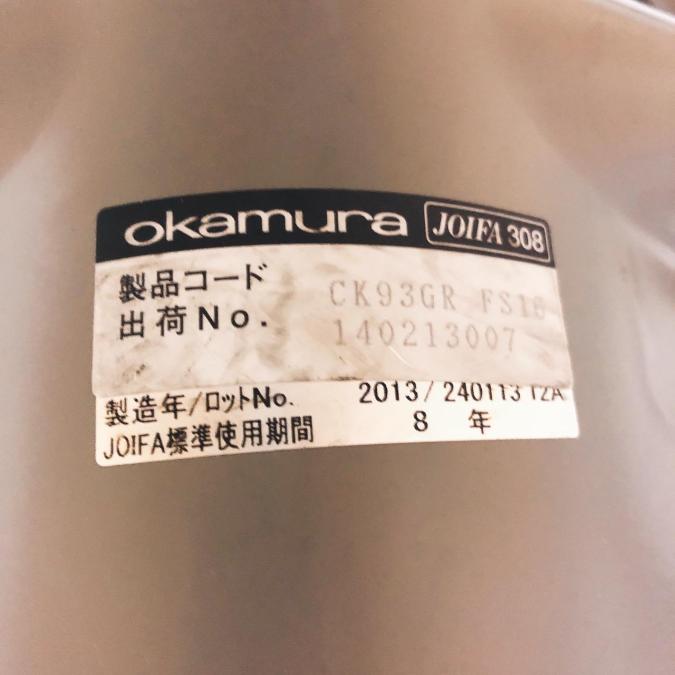 okamura JOIFA 308
製品コード CK93GR FS16
出荷No. 140213007
製造年/ロットNo. 2013/240113 12A
JOIFA標準使用期間 8 年